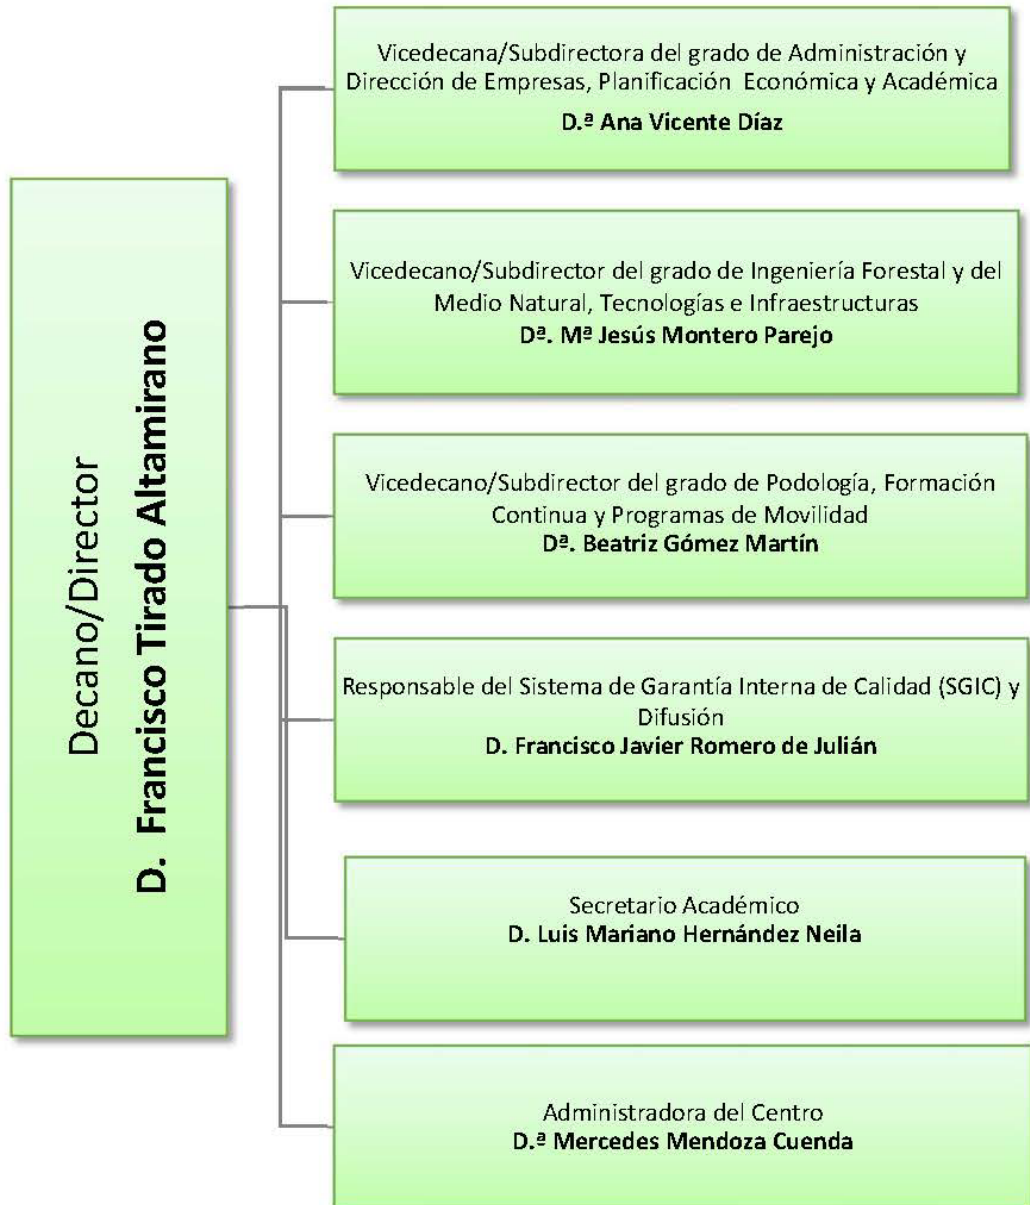 Decano/Director
D. Francisco Tirado Altamirano
Vicedecana/Subdirectora del grado de Administración y
Dirección de Empresas, Planificación Económica y Académica
D.ª Ana Vicente Díaz
Vicedecano/Subdirector del grado de Ingeniería Forestal y del
Medio Natural, Tecnologías e Infraestructuras
Dª. Mª Jesús Montero Parejo
Vicedecano/Subdirector del grado de Podología, Formación
Continua y Programas de Movilidad
Dª. Beatriz Gómez Martín
Responsable del Sistema de Garantía Interna de Calidad (SGIC) y
Difusión
D. Francisco Javier Romero de Julián
Secretario Académico
D. Luis Mariano Hernández Neila
Administradora del Centro
D.ª Mercedes Mendoza Cuenda